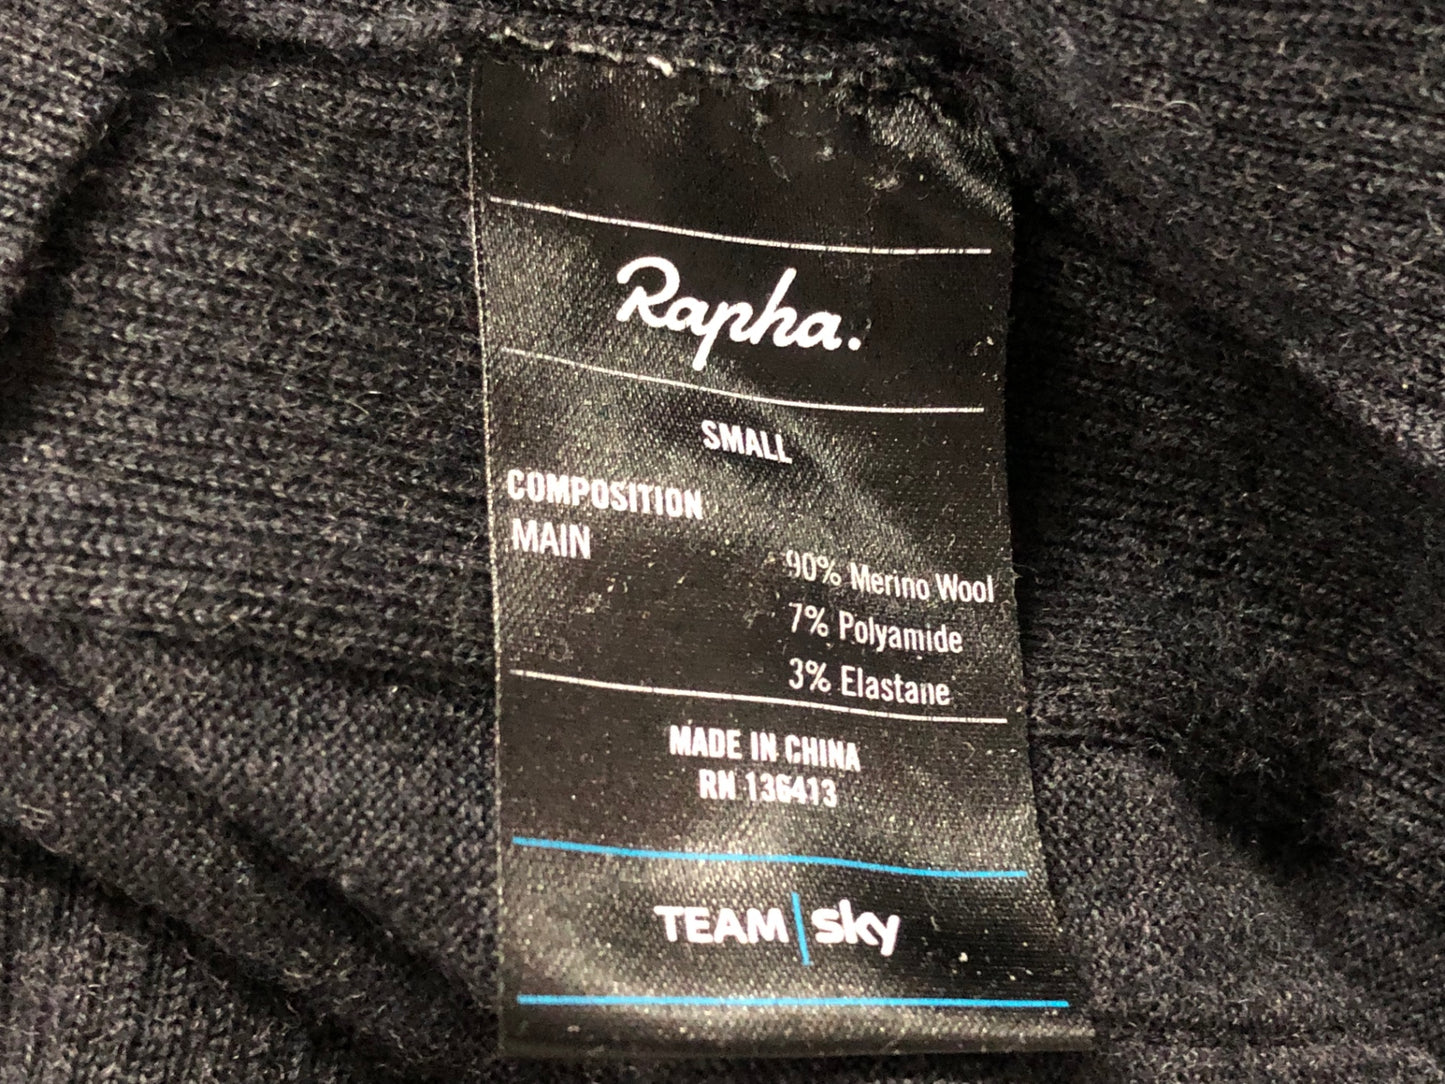 Rapha.
SMALL
COMPOSITION
MAIN
90% Merino Wool
7% Polyamide
3% Elastane
MADE IN CHINA
RN 136413
TEAM sky